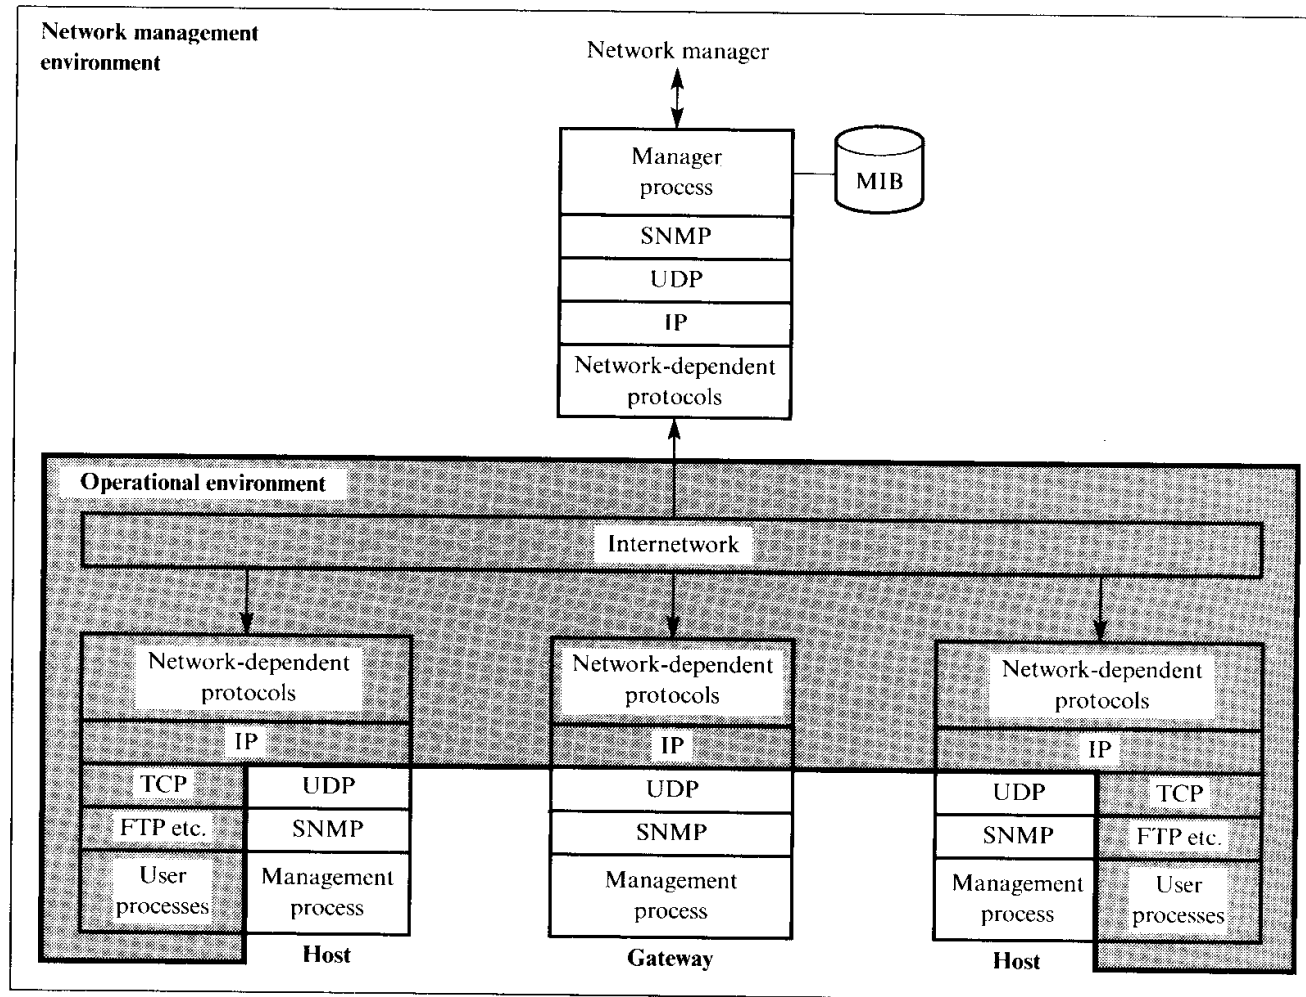 Network management
environment
Network manager
Manager
process
MIB
SNMP
UDP
IP
Network-dependent
protocols
Operational environment
Internetwork
Network-dependent
protocols
IP
TCP
UDP
FTP etc.
SNMP
User
processes
Management
process
Host
Network-dependent
protocols
IP
UDP
SNMP
Management
process
Gateway
Network-dependent
protocols
IP
UDP
TCP
SNMP
FTP etc.
Management
process
User
processes
Host